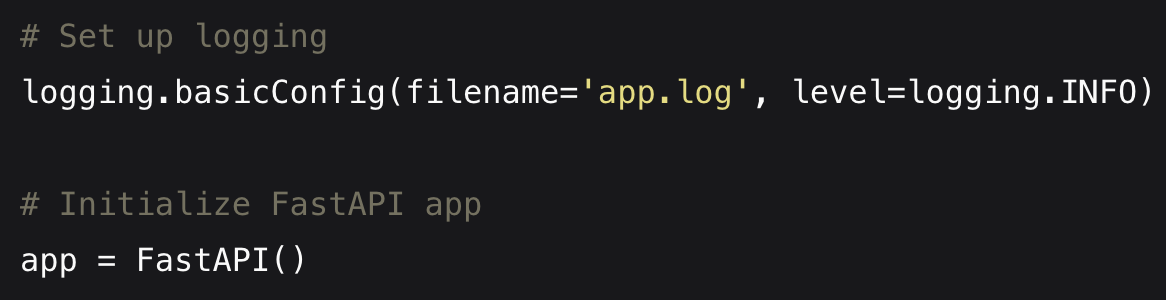 # Set up logging
logging.basicConfig(filename='app.log', level=logging.INFO)
# Initialize FastAPI app
app = FastAPI()